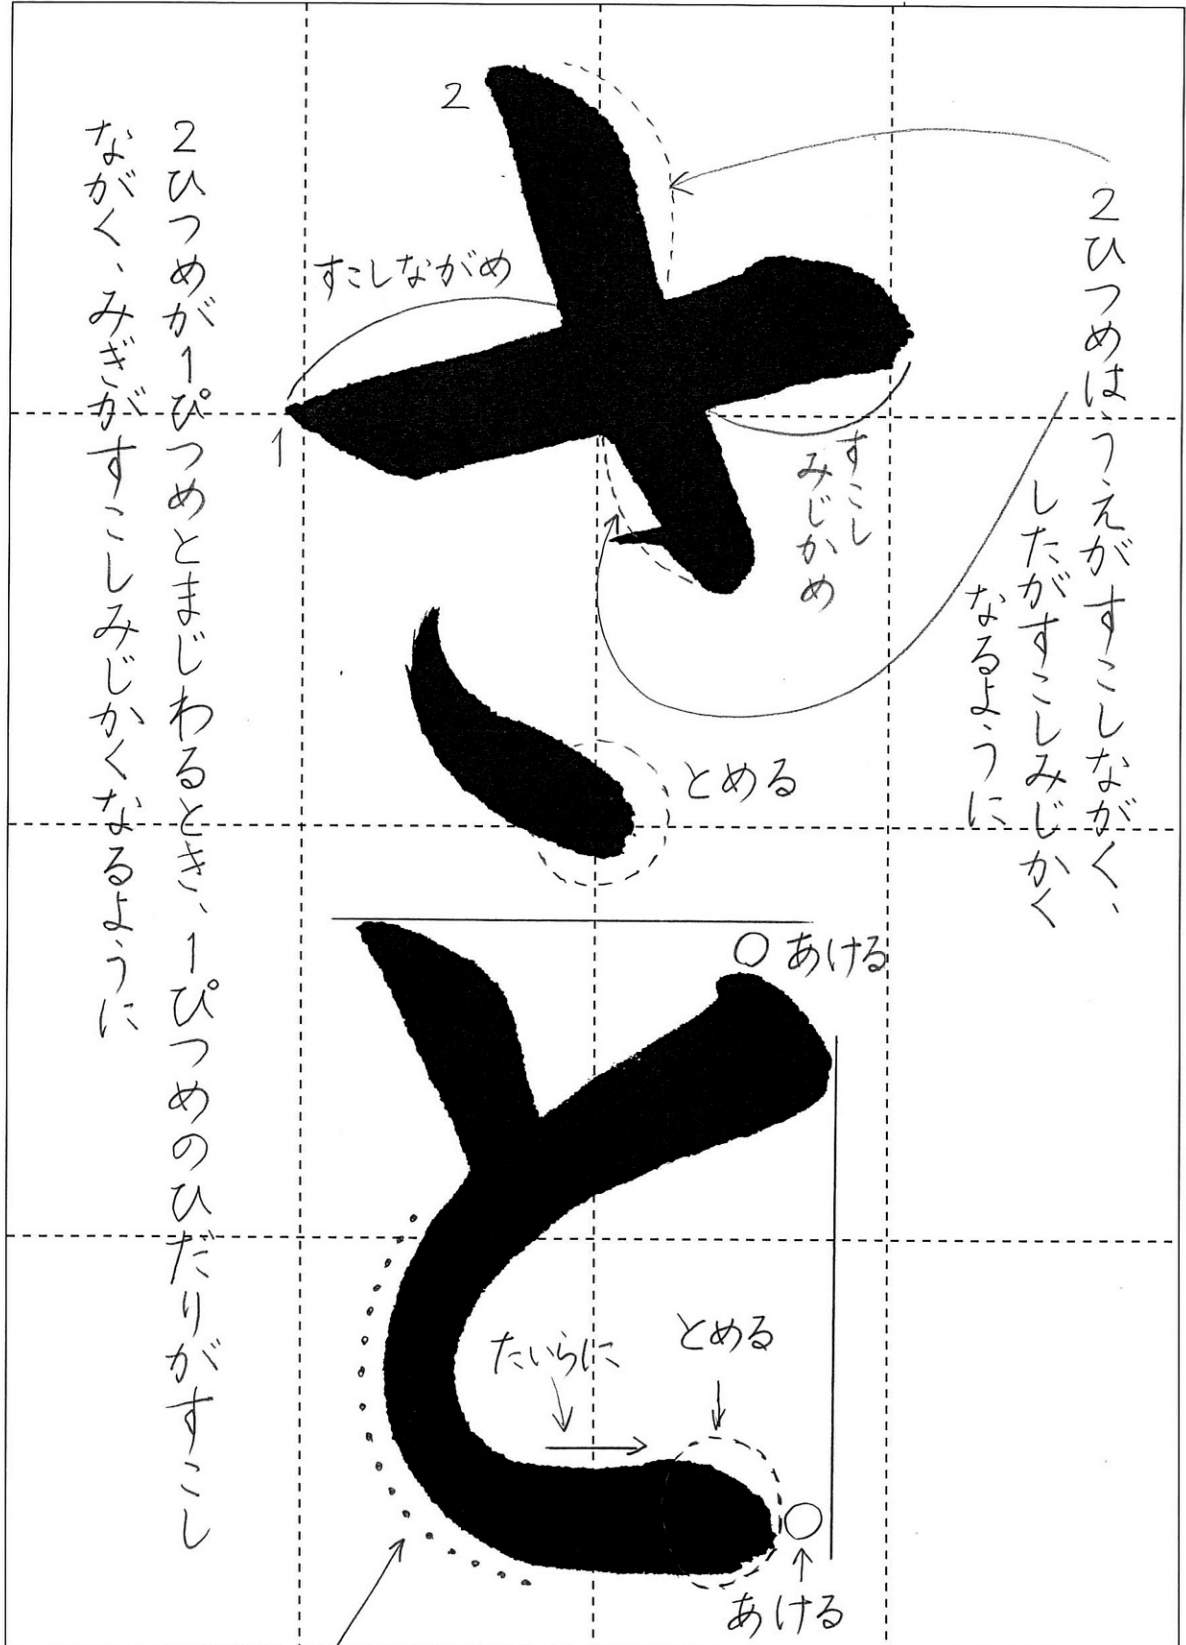 2ひつめは、うえがすこしながく、
したがすこしみじかく
なるように
さと
2
1
すこしながめ
すこし
みじかめ
とめる
○あける
たいらに
とめる
○
あける
2ひつめが1ぴつめとまじわるとき、1ぴつめのひだりがすこし
ながく、みぎがすこしみじかくなるように